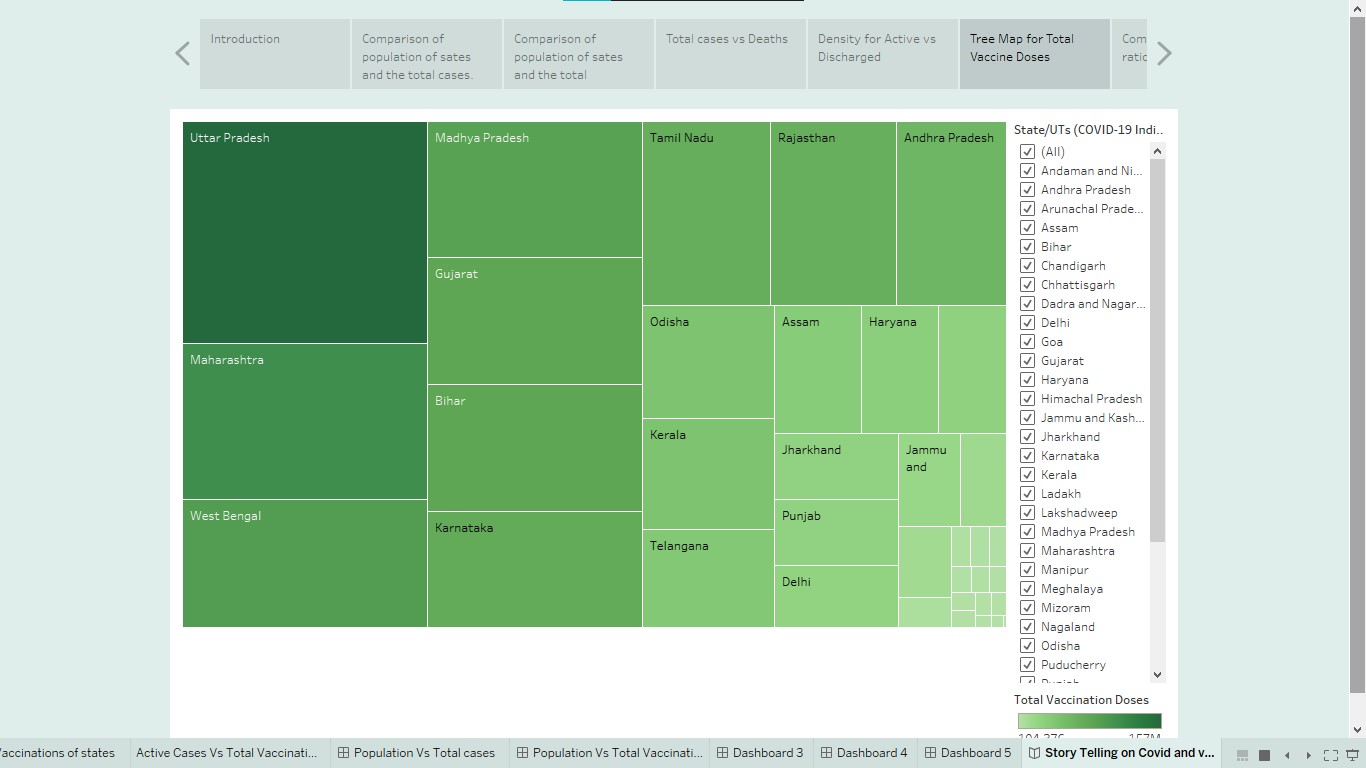 Introduction
Comparison of
population of sates
and the total cases.
Comparison of
population of sates
and the total
Total cases vs Deaths
Density for Active vs
Discharged
Tree Map for Total
Vaccine Doses
Com
ratio
Uttar Pradesh
Maharashtra
West Bengal
Madhya Pradesh
Gujarat
Bihar
Karnataka
Tamil Nadu
Rajasthan
Andhra Pradesh
Odisha
Kerala
Telangana
Assam
Haryana
Jharkhand
Punjab
Delhi
Jammu
and
State/UTs (COVID-19 Indi..
(All)
Andaman and Ni...
Andhra Pradesh
Arunachal Prade...
Assam
Bihar
Chandigarh
Chhattisgarh
Dadra and Nagar...
Delhi
Goa
Gujarat
Haryana
Himachal Pradesh
Jammu and Kash...
Jharkhand
Karnataka
Kerala
Ladakh
Lakshadweep
Madhya Pradesh
Maharashtra
Manipur
Meghalaya
Mizoram
Nagaland
Odisha
Puducherry
Punjab
Total Vaccination Doses
157M
accinations of states
Active Cases Vs Total Vaccinati...
Population Vs Total cases
Population Vs Total Vaccinati...
Dashboard 3
Dashboard 4
Dashboard 5
Story Telling on Covid and v...